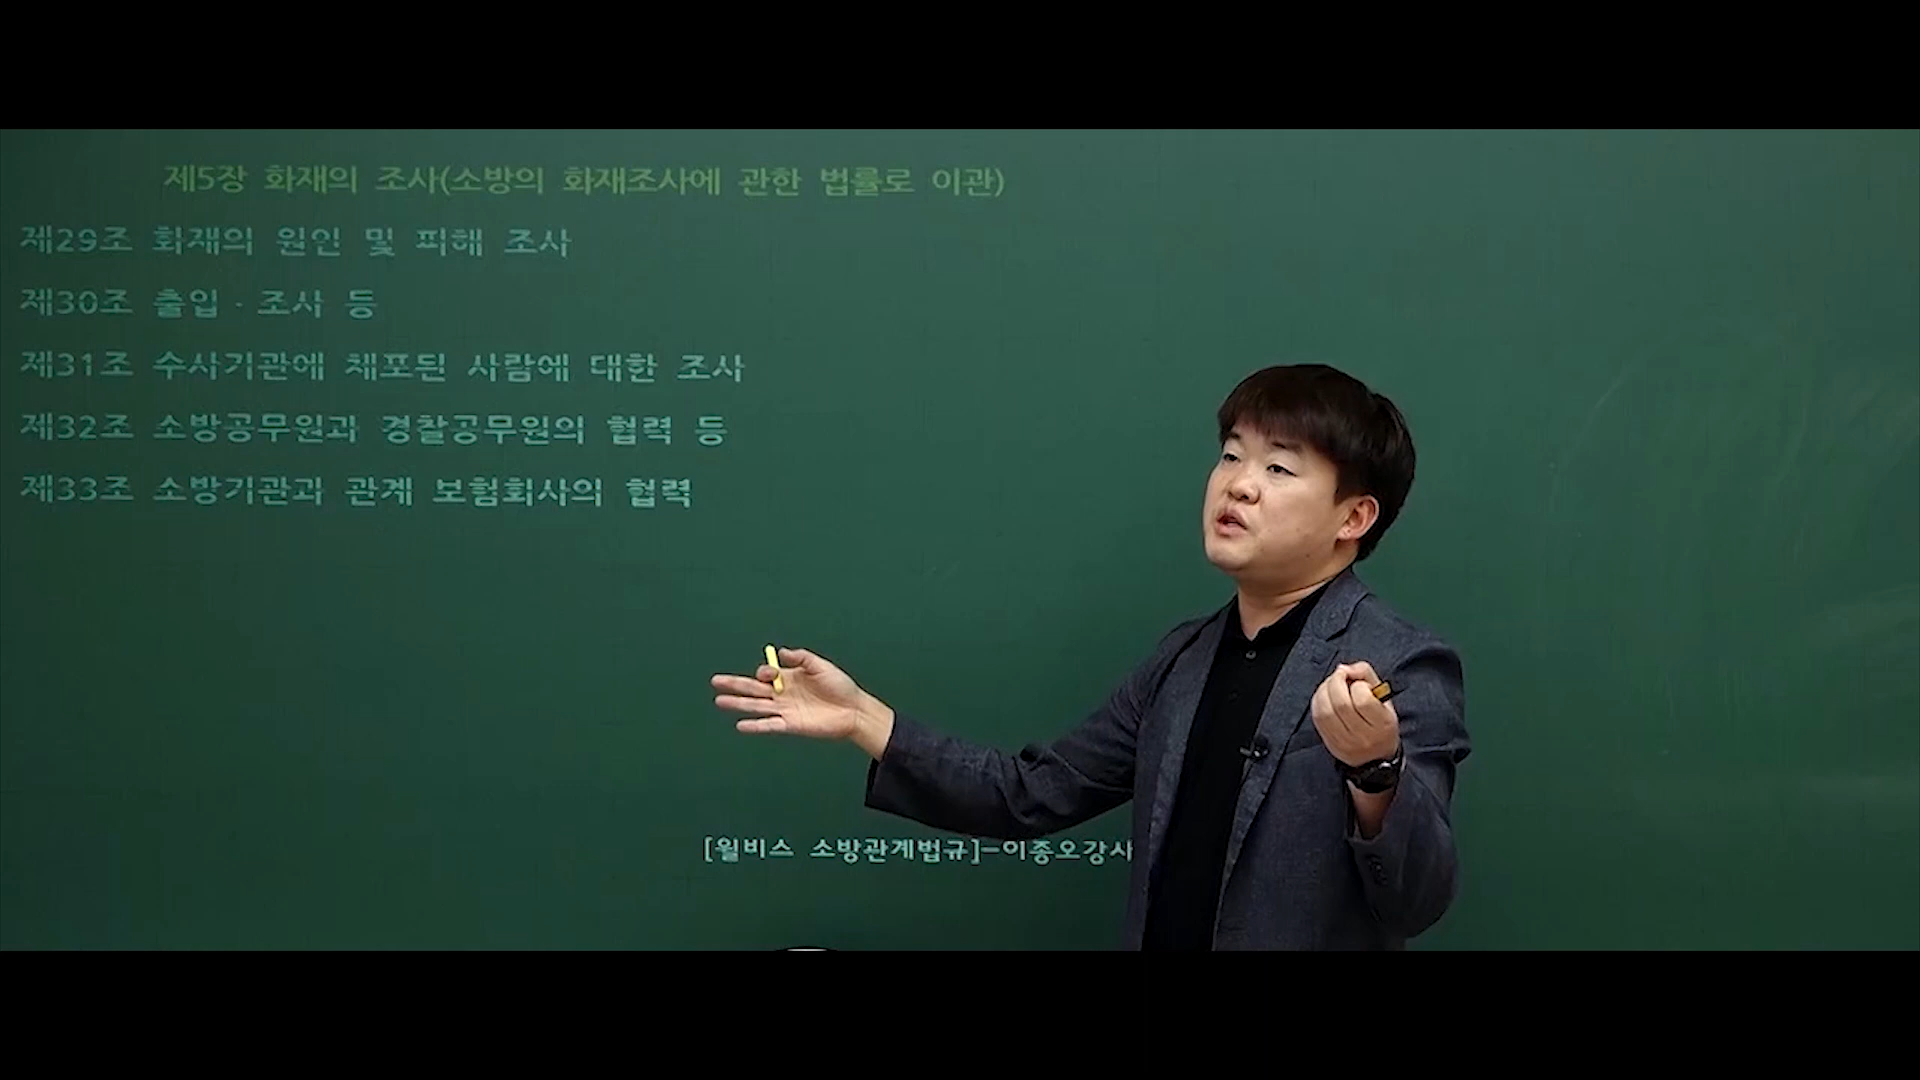 제5장 화재의 조사(소방의 화재조사에 관한 법률로 이관)
제29조 화재의 원인 및 피해 조사
제30조 출입·조사 등
제31조 수사기관에 체포된 사람에 대한 조사
제32조 소방공무원과 경찰공무원의 협력 등
제33조 소방기관과 관계 보험회사의 협력
[윌비스 소방관계법규]-이종오강사